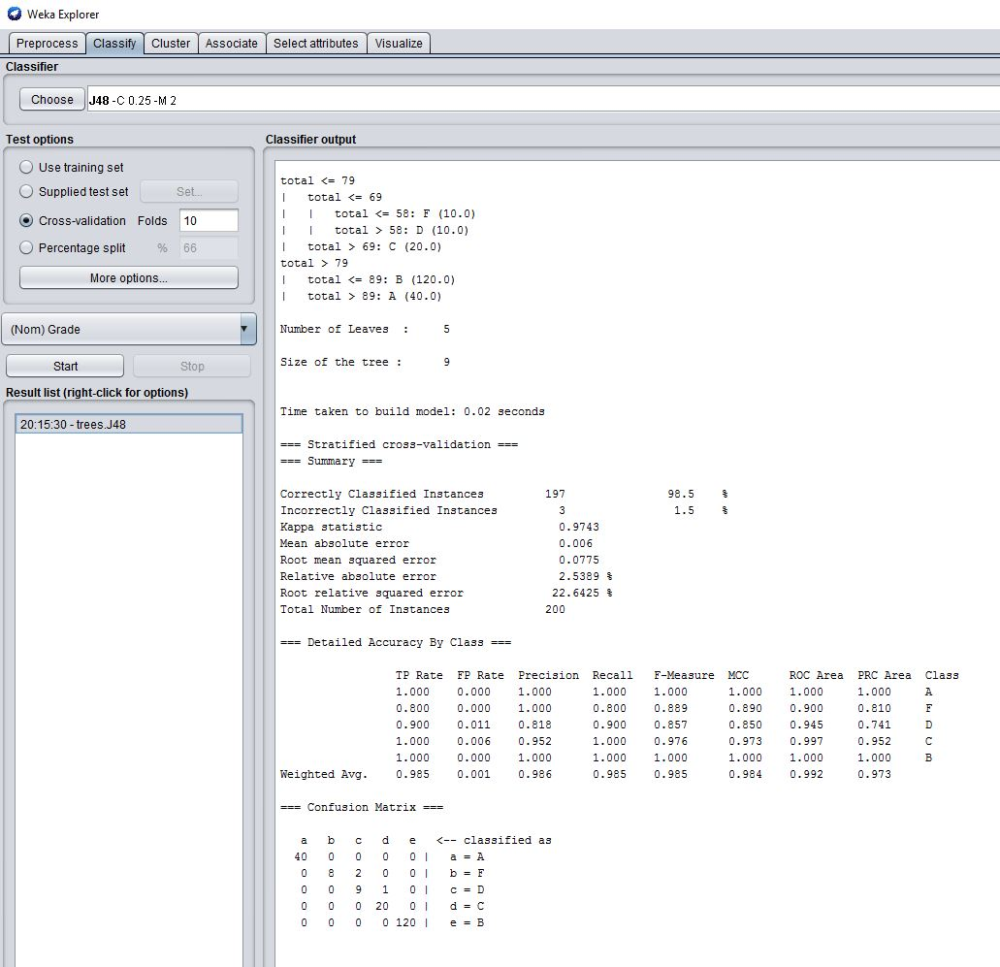 Weka Explorer
Preprocess Classify Cluster Associate Select attributes Visualize
Classifier
Choose J48 -C 0.25 -M 2
Test options
Use training set
Supplied test set Set...
Cross-validation Folds 10
Percentage split % 66
More options...
(Nom) Grade
Start Stop
Result list (right-click for options)
20:15:30 - trees.J48
Classifier output
total <= 79
|   total <= 69
|   |   total <= 58: F (10.0)
|   |   total > 58: D (10.0)
|   total > 69: C (20.0)
total > 79
|   total <= 89: B (120.0)
|   total > 89: A (40.0)
Number of Leaves  :     5
Size of the tree :      9
Time taken to build model: 0.02 seconds
=== Stratified cross-validation ===
=== Summary ===
Correctly Classified Instances         197               98.5    %
Incorrectly Classified Instances         3                1.5    %
Kappa statistic                          0.9743
Mean absolute error                      0.006
Root mean squared error                  0.0775
Relative absolute error                  2.5389 %
Root relative squared error             22.6425 %
Total Number of Instances              200
=== Detailed Accuracy By Class ===
TP Rate  FP Rate  Precision  Recall   F-Measure  MCC      ROC Area  PRC Area  Class
1.000    0.000    1.000      1.000    1.000      1.000    1.000     1.000     A
0.800    0.000    1.000      0.800    0.889      0.890    0.900     0.810     F
0.900    0.011    0.818      0.900    0.857      0.850    0.945     0.741     D
1.000    0.006    0.952      1.000    0.976      0.973    0.997     0.952     C
1.000    0.000    1.000      1.000    1.000      1.000    1.000     1.000     B
Weighted Avg.    0.985    0.001    0.986      0.985    0.985      0.984    0.992     0.973
=== Confusion Matrix ===
a   b   c   d   e   <-- classified as
40   0   0   0   0 |   a = A
0   8   2   0   0 |   b = F
0   0   9   1   0 |   c = D
0   0   0  20   0 |   d = C
0   0   0   0 120 |   e = B